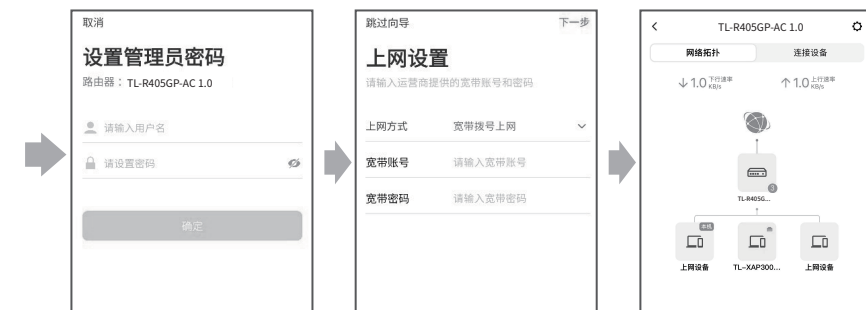 取消
设置管理员密码
路由器： TL-R405GP-AC 1.0
请输入用户名
请设置密码
确定
跳过向导 下一步
上网设置
请输入运营商提供的宽带账号和密码
上网方式 宽带拨号上网
宽带账号 请输入宽带账号
宽带密码 请输入宽带密码
TL-R405GP-AC 1.0
网络拓扑 连接设备
1.0 下行速率 KB/s 1.0 上行速率 KB/s
3
TL-R405G...
本机
上网设备 TL-XAP300... 上网设备